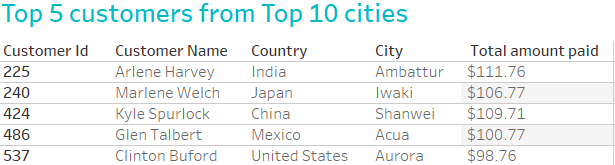 Top 5 customers from Top 10 cities
Customer Id Customer Name Country City Total amount paid
225 Arlene Harvey India Ambattur $111.76
240 Marlene Welch Japan Iwaki $106.77
424 Kyle Spurlock China Shanwei $109.71
486 Glen Talbert Mexico Acua $100.77
537 Clinton Buford United States Aurora $98.76